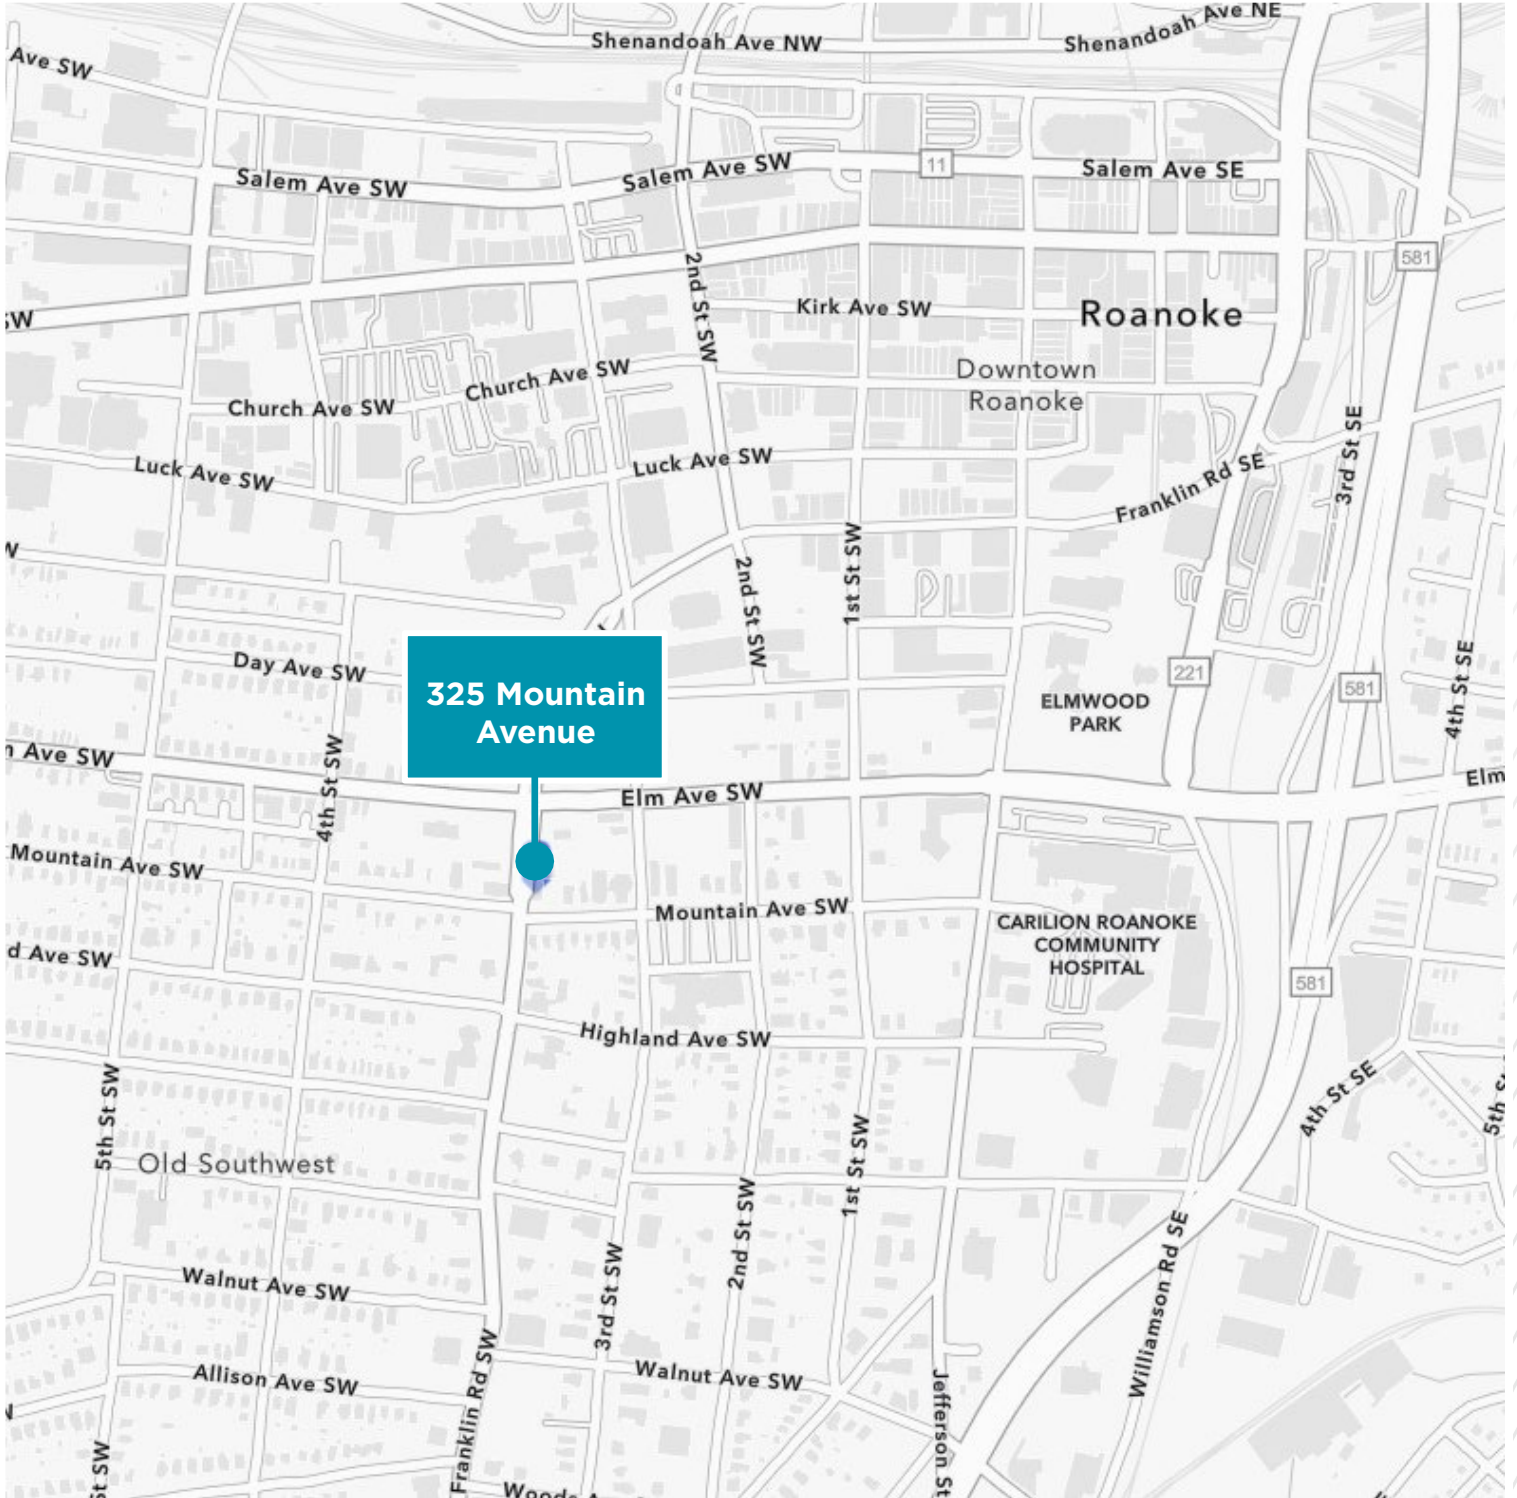 Shenandoah Ave NE
Shenandoah Ave NW
Ave SW
Salem Ave SW
Salem Ave SW
11
Salem Ave SE
581
2nd St SW
Kirk Ave SW
Roanoke
SW
Downtown
Roanoke
Church Ave SW
Church Ave SW
3rd St SE
Luck Ave SW
Luck Ave SW
Franklin Rd SE
1st St SW
2nd St SW
W
Day Ave SW
325 Mountain
Avenue
221
581
4th St SE
ELMWOOD
PARK
n Ave SW
4th St SW
Elm Ave SW
Elm
Mountain Ave SW
Mountain Ave SW
CARILION ROANOKE
COMMUNITY
HOSPITAL
d Ave SW
581
Highland Ave SW
5th St SW
4th St SE
5th S
Old Southwest
1st St SW
2nd St SW
3rd St SW
Williamson Rd SE
Walnut Ave SW
Walnut Ave SW
Allison Ave SW
Franklin Rd SW
Jefferson St
St SW